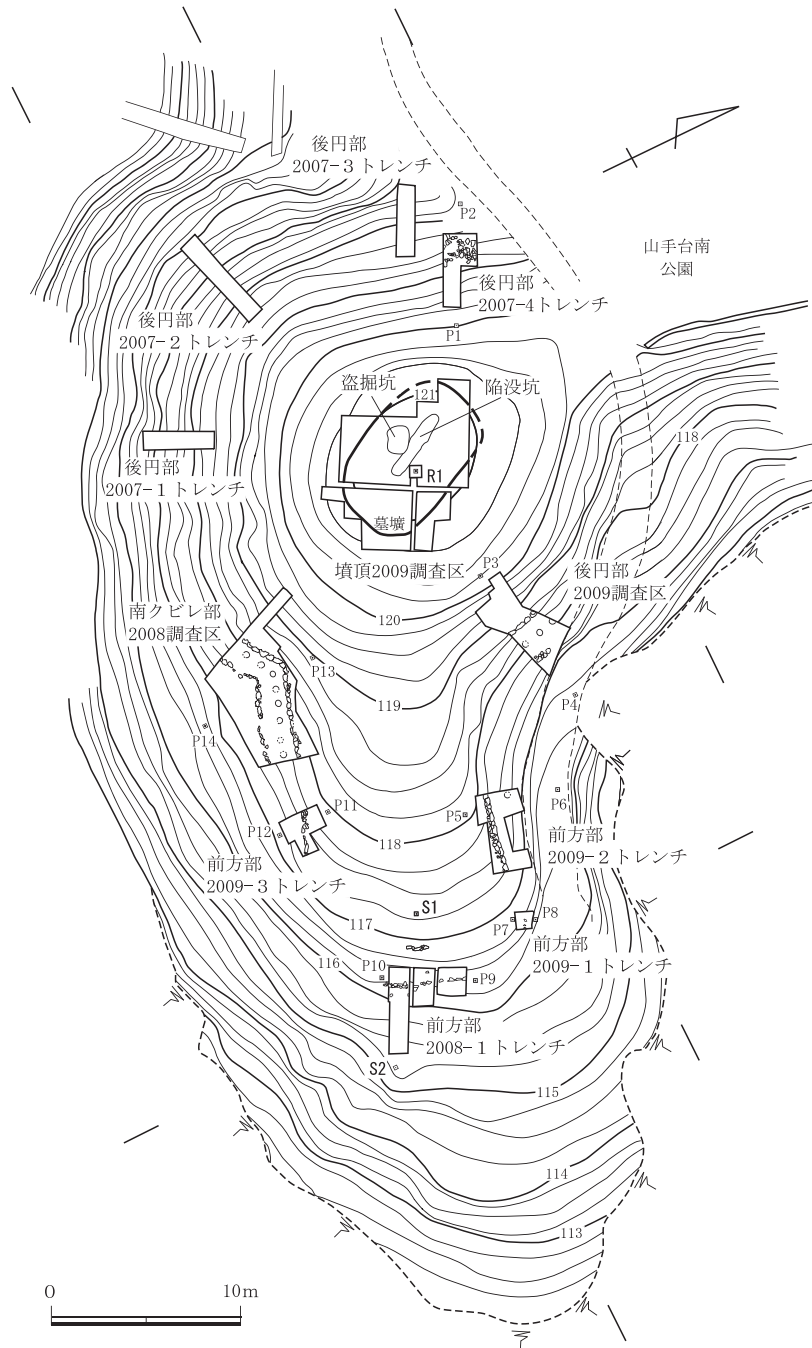 後円部
2007-3トレンチ
P2
山手台南
公園
後円部
2007-4トレンチ
後円部
2007-2トレンチ
P1
盗掘坑
121
陥没坑
118
R1
後円部
2007-1トレンチ
墓壙
墳頂2009調査区
P3
後円部
2009調査区
120
南クビレ部
2008調査区
P13
P4
119
P14
P6
P11
P5
P12
118
前方部
2009-2トレンチ
前方部
2009-3トレンチ
S1
P7
P8
117
前方部
2009-1トレンチ
116
P10
P9
前方部
2008-1トレンチ
S2
115
114
113
0
10m